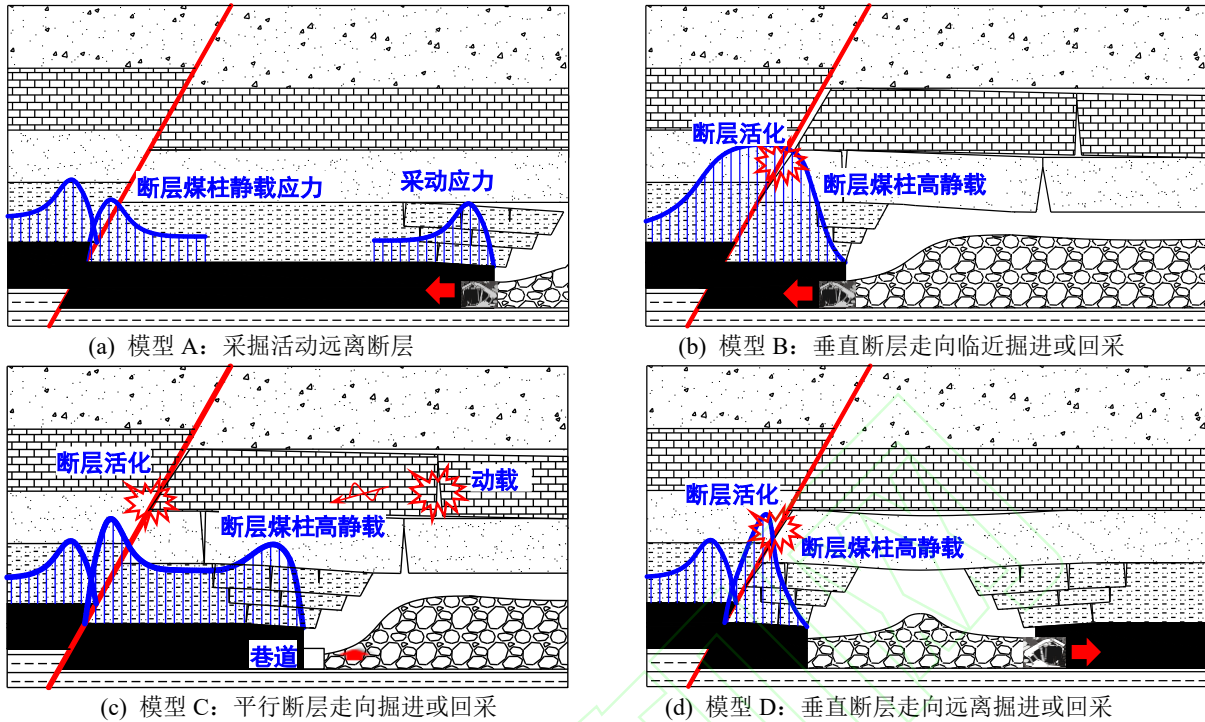 断层煤柱静载应力
采动应力
(a) 模型 A：采掘活动远离断层
断层活化
断层煤柱高静载
(b) 模型 B：垂直断层走向临近掘进或回采
断层活化
动载
断层煤柱高静载
巷道
(c) 模型 C：平行断层走向掘进或回采
断层活化
断层煤柱高静载
(d) 模型 D：垂直断层走向远离掘进或回采